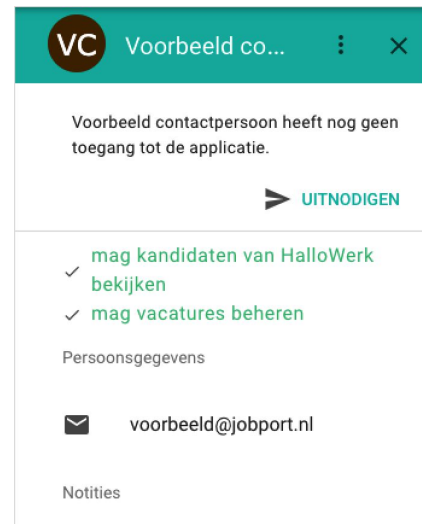 VC
Voorbeeld co...
Voorbeeld contactpersoon heeft nog geen
toegang tot de applicatie.
UITNODIGEN
mag kandidaten van HalloWerk
bekijken
mag vacatures beheren
Persoonsgegevens
voorbeeld@jobport.nl
Notities